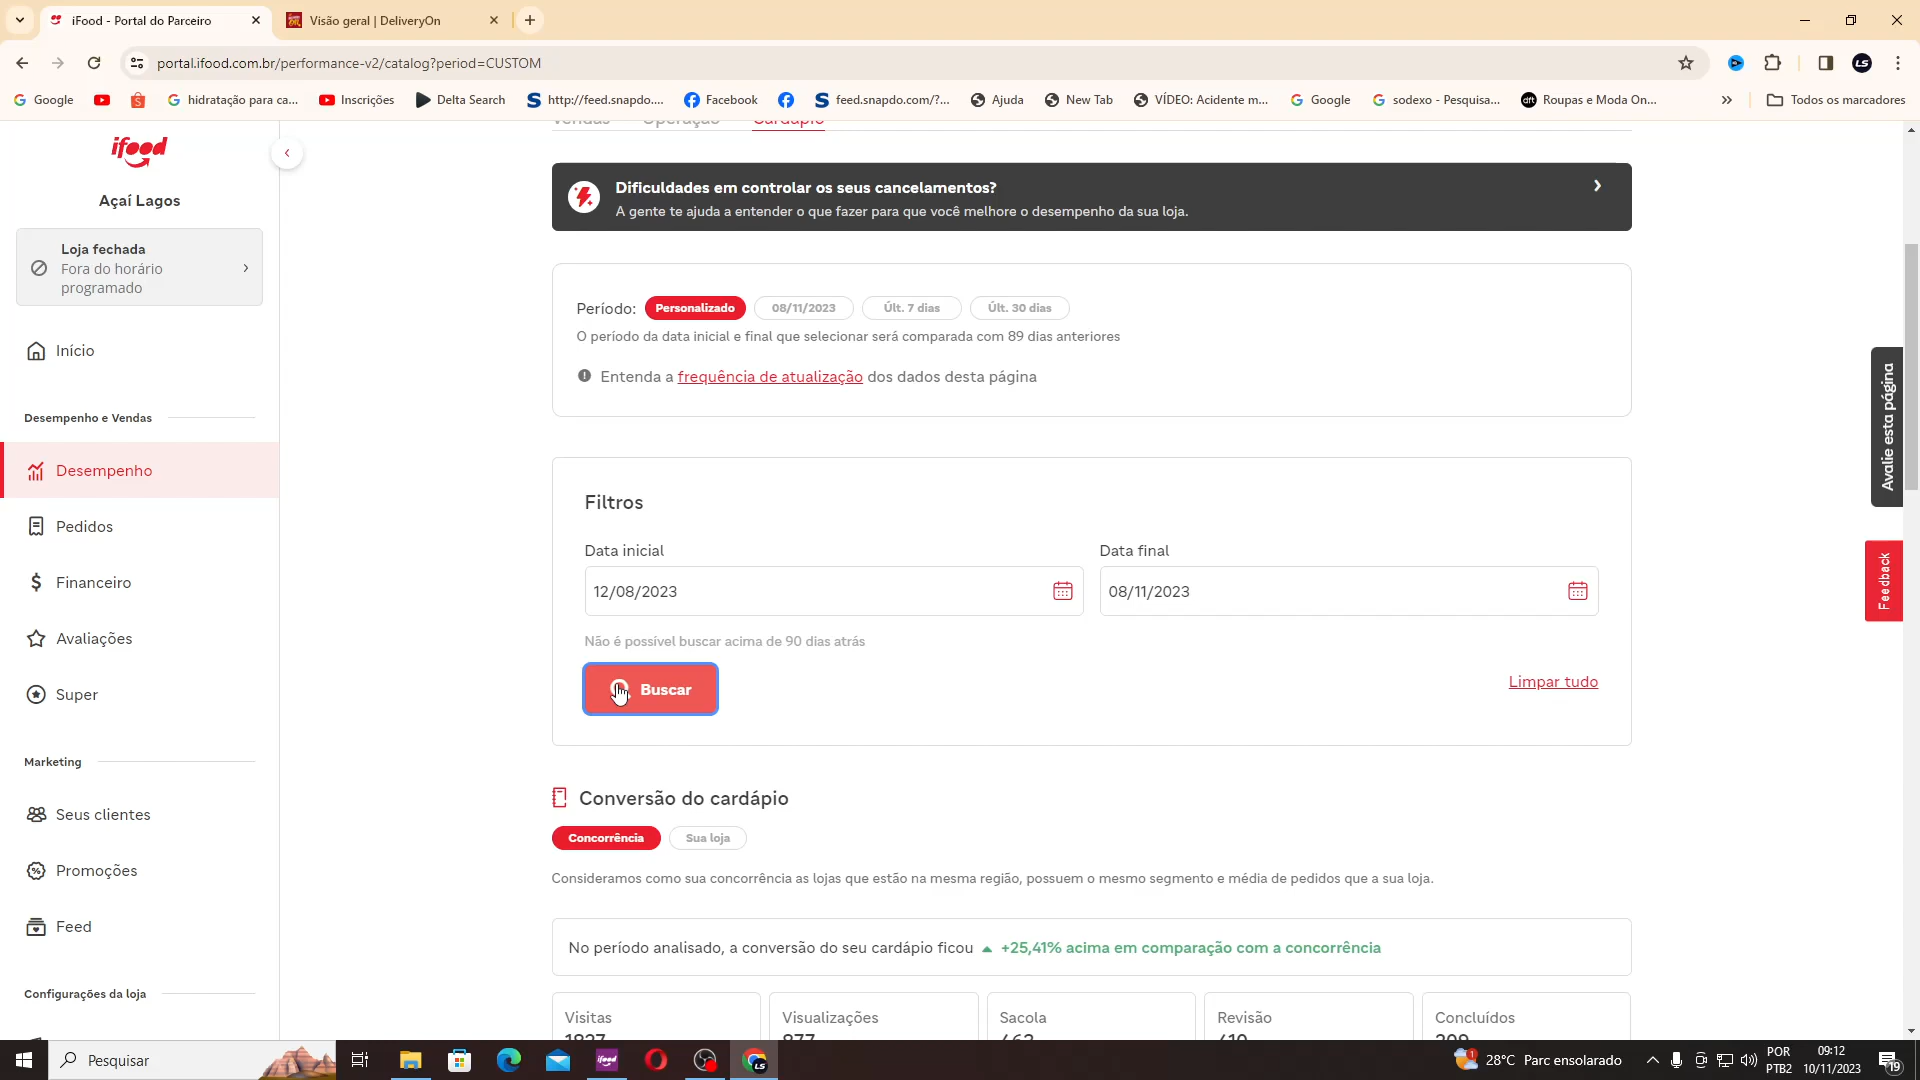 iFood - Portal do Parceiro
Visão geral | DeliveryOn
portal.ifood.com.br/performance-v2/catalog?period=CUSTOM
Google
hidratação para ca...
Inscrições
Delta Search
http://feed.snapdo....
Facebook
feed.snapdo.com/?...
Ajuda
New Tab
VÍDEO: Acidente m...
Google
sodexo - Pesquisa...
Roupas e Moda On...
Todos os marcadores
ifood
Açaí Lagos
Loja fechada
Fora do horário
programado
Início
Desempenho e Vendas
Desempenho
Pedidos
Financeiro
Avaliações
Super
Marketing
Seus clientes
Promoções
Feed
Configurações da loja
Vendas Operação Cardápio
Dificuldades em controlar os seus cancelamentos?
A gente te ajuda a entender o que fazer para que você melhore o desempenho da sua loja.
Período: Personalizado 08/11/2023 Últ. 7 dias Últ. 30 dias
O período da data inicial e final que selecionar será comparada com 89 dias anteriores
Entenda a frequência de atualização dos dados desta página
Filtros
Data inicial
12/08/2023
Data final
08/11/2023
Não é possível buscar acima de 90 dias atrás
Buscar
Limpar tudo
Conversão do cardápio
Concorrência Sua loja
Consideramos como sua concorrência as lojas que estão na mesma região, possuem o mesmo segmento e média de pedidos que a sua loja.
No período analisado, a conversão do seu cardápio ficou +25,41% acima em comparação com a concorrência
Visitas
Visualizações
Sacola
Revisão
Concluídos
Avalie esta página
Feedback
Pesquisar
ifood
LS
28°C Parc ensolarado
POR
PTB2
09:12
10/11/2023
19